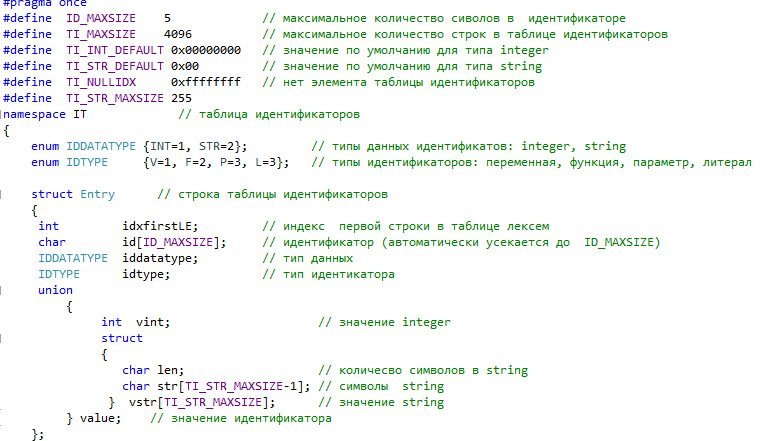 #pragma once
#define  ID_MAXSIZE    5             // максимальное количество сиволов в  идентификаторе
#define  TI_MAXSIZE    4096          // максимальное количество строк в таблице идентификаторов
#define  TI_INT_DEFAULT 0x00000000   // значение по умолчанию для типа integer
#define  TI_STR_DEFAULT 0x00         // значение по умолчанию для типа string
#define  TI_NULLIDX     0xffffffff   // нет элемента таблицы идентификаторов
#define  TI_STR_MAXSIZE 255
namespace IT             // таблица идентификаторов
{
    enum IDDATATYPE {INT=1, STR=2};         // типы данных идентификатов: integer, string
    enum IDTYPE     {V=1, F=2, P=3, L=3};   // типы идентификаторов: переменная, функция, параметр, литерал
    struct Entry      // строка таблицы идентификаторов
    {
     int         idxfirstLE;         // индекс  первой строки в таблице лексем
     char        id[ID_MAXSIZE];     // идентификатор (автоматически усекается до  ID_MAXSIZE)
     IDDATATYPE  iddatatype;         // тип данных
     IDTYPE      idtype;             // тип идентикатора
     union
         {
              int  vint;                     // значение integer
              struct
              {
                 char len;                   // количесво символов в string
                 char str[TI_STR_MAXSIZE-1]; // символы  string
               }  vstr[TI_STR_MAXSIZE];      // значение string
         } value;    // значение идентификатора
    };